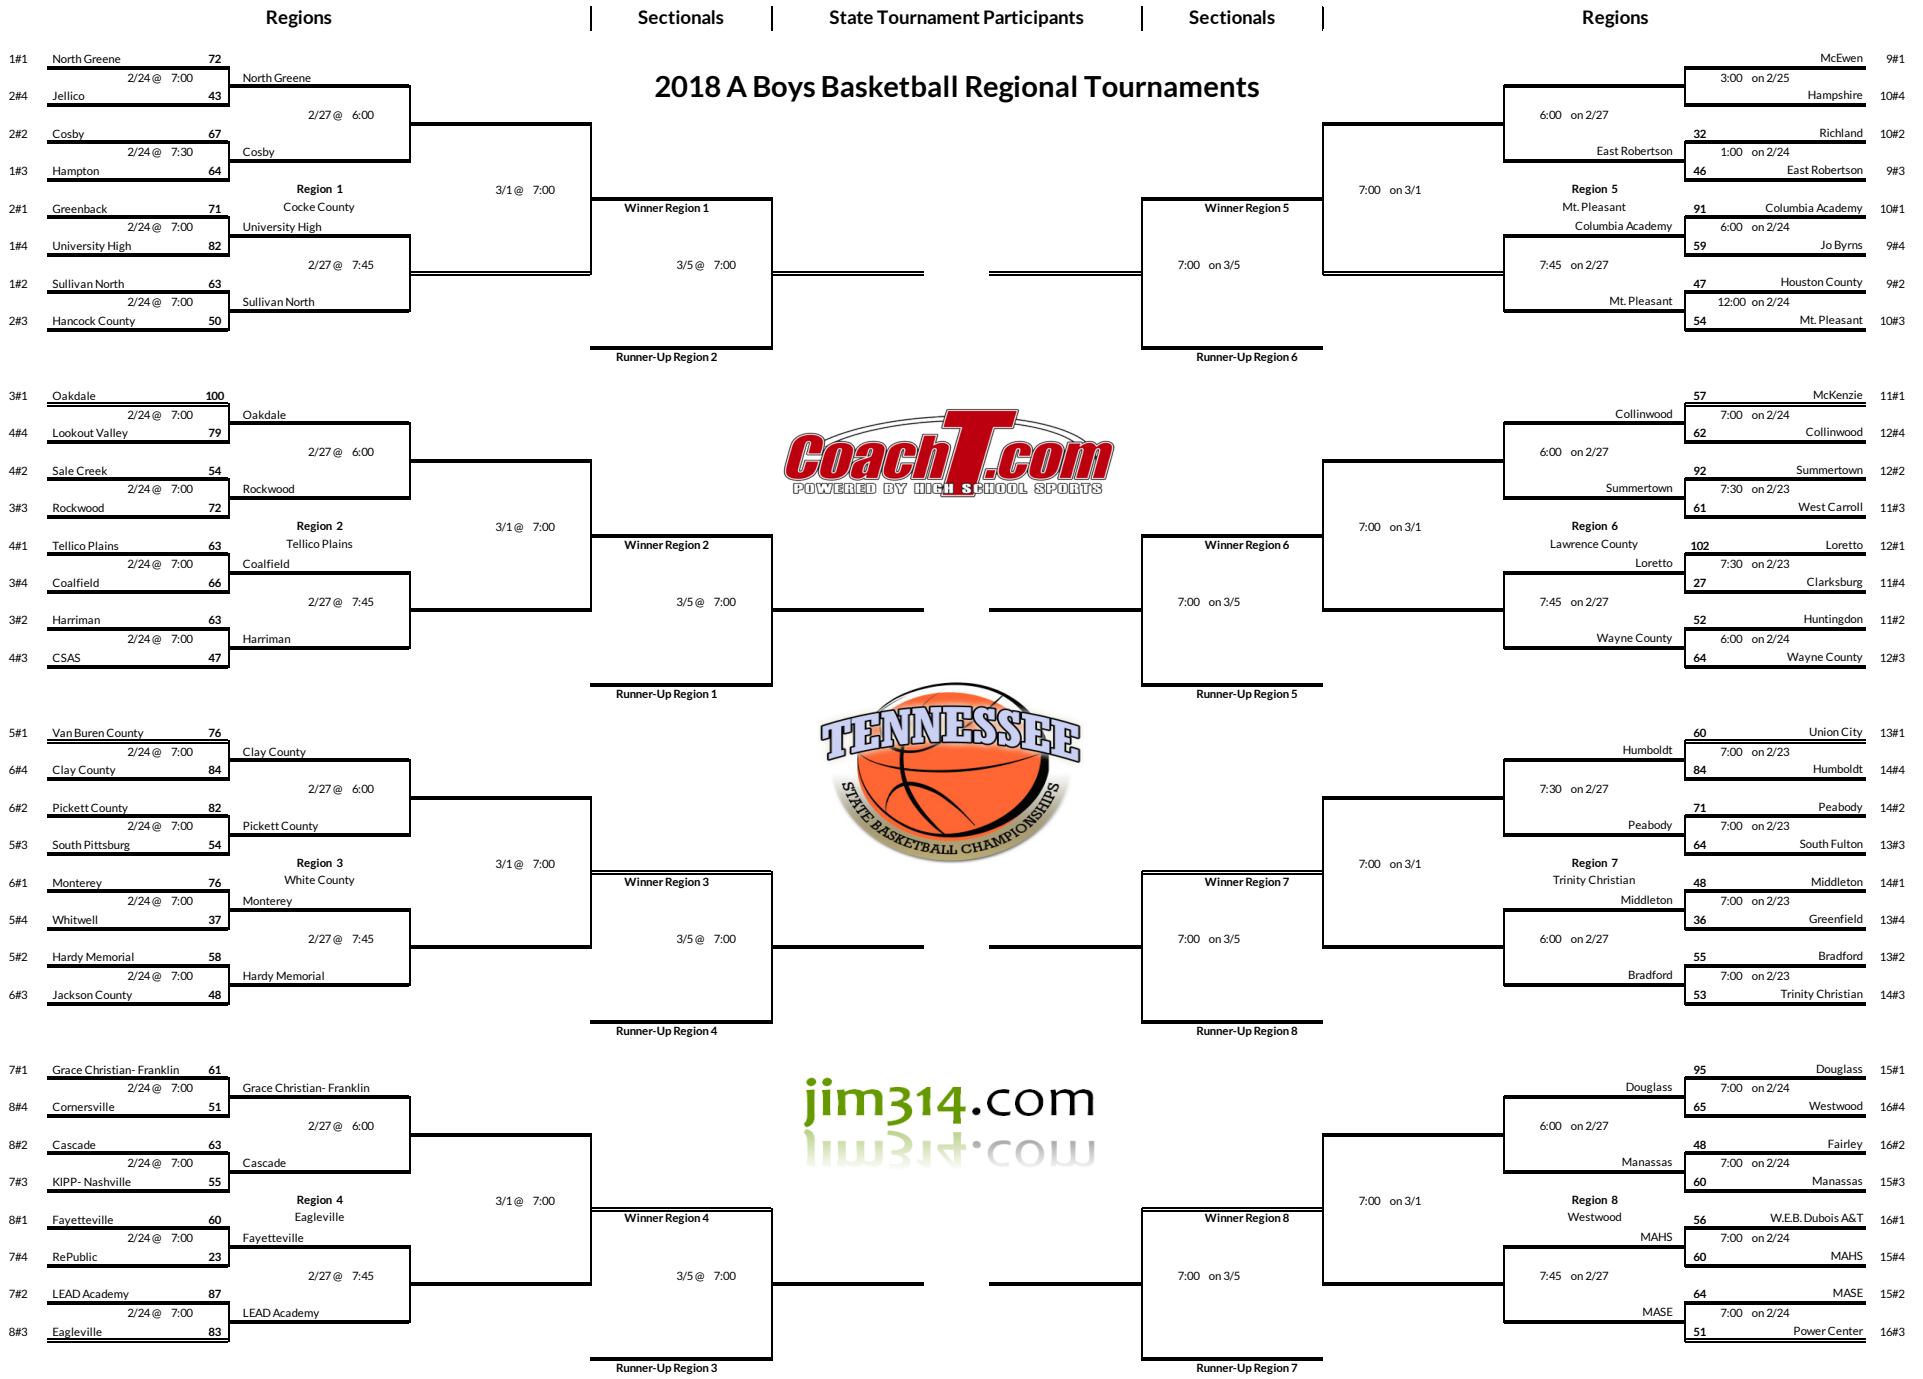 Regions Sectionals State Tournament Participants Sectionals Regions
2018 A Boys Basketball Regional Tournaments
1#1 North Greene 72
2/24 @ 7:00 North Greene
2#4 Jellico 43
2/27 @ 6:00
2#2 Cosby 67
2/24 @ 7:30 Cosby
1#3 Hampton 64
Region 1 3/1 @ 7:00
Cocke County
2#1 Greenback 71
2/24 @ 7:00 University High
1#4 University High 82
2/27 @ 7:45
1#2 Sullivan North 63
2/24 @ 7:00 Sullivan North
2#3 Hancock County 50
Winner Region 1
3/5 @ 7:00
Runner-Up Region 2
3#1 Oakdale 100
2/24 @ 7:00 Oakdale
4#4 Lookout Valley 79
2/27 @ 6:00
4#2 Sale Creek 54
2/24 @ 7:00 Rockwood
3#3 Rockwood 72
Region 2 3/1 @ 7:00
Tellico Plains
4#1 Tellico Plains 63
2/24 @ 7:00 Coalfield
3#4 Coalfield 66
2/27 @ 7:45
3#2 Harriman 63
2/24 @ 7:00 Harriman
4#3 CSAS 47
Winner Region 2
3/5 @ 7:00
Runner-Up Region 1
5#1 Van Buren County 76
2/24 @ 7:00 Clay County
6#4 Clay County 84
2/27 @ 6:00
6#2 Pickett County 82
2/24 @ 7:00 Pickett County
5#3 South Pittsburg 54
Region 3 3/1 @ 7:00
White County
6#1 Monterey 76
2/24 @ 7:00 Monterey
5#4 Whitwell 37
2/27 @ 7:45
5#2 Hardy Memorial 58
2/24 @ 7:00 Hardy Memorial
6#3 Jackson County 48
Winner Region 3
3/5 @ 7:00
Runner-Up Region 4
7#1 Grace Christian- Franklin 61
2/24 @ 7:00 Grace Christian- Franklin
8#4 Cornersville 51
2/27 @ 6:00
8#2 Cascade 63
2/24 @ 7:00 Cascade
7#3 KIPP- Nashville 55
Region 4 3/1 @ 7:00
Eagleville
8#1 Fayetteville 60
2/24 @ 7:00 Fayetteville
7#4 RePublic 23
2/27 @ 7:45
7#2 LEAD Academy 87
2/24 @ 7:00 LEAD Academy
8#3 Eagleville 83
Winner Region 4
3/5 @ 7:00
Runner-Up Region 3
CoachT.com
POWERED BY HIGH SCHOOL SPORTS
TENNESSEE
STATE BASKETBALL CHAMPIONSHIPS
jim314.com
McEwen 9#1
3:00 on 2/25
Hampshire 10#4
6:00 on 2/27
32 Richland 10#2
East Robertson 1:00 on 2/24
46 East Robertson 9#3
7:00 on 3/1 Region 5
Mt. Pleasant
91 Columbia Academy 10#1
Columbia Academy 6:00 on 2/24
59 Jo Byrns 9#4
7:45 on 2/27
47 Houston County 9#2
Mt. Pleasant 12:00 on 2/24
54 Mt. Pleasant 10#3
Winner Region 5
7:00 on 3/5
Runner-Up Region 6
57 McKenzie 11#1
Collinwood 7:00 on 2/24
62 Collinwood 12#4
6:00 on 2/27
92 Summertown 12#2
Summertown 7:30 on 2/23
61 West Carroll 11#3
7:00 on 3/1 Region 6
Lawrence County
102 Loretto 12#1
Loretto 7:30 on 2/23
27 Clarksburg 11#4
7:45 on 2/27
52 Huntingdon 11#2
Wayne County 6:00 on 2/24
64 Wayne County 12#3
Winner Region 6
7:00 on 3/5
Runner-Up Region 5
60 Union City 13#1
Humboldt 7:00 on 2/23
84 Humboldt 14#4
7:30 on 2/27
71 Peabody 14#2
Peabody 7:00 on 2/23
64 South Fulton 13#3
7:00 on 3/1 Region 7
Trinity Christian
48 Middleton 14#1
Middleton 7:00 on 2/23
36 Greenfield 13#4
6:00 on 2/27
55 Bradford 13#2
Bradford 7:00 on 2/23
53 Trinity Christian 14#3
Winner Region 7
7:00 on 3/5
Runner-Up Region 8
95 Douglass 15#1
Douglass 7:00 on 2/24
65 Westwood 16#4
6:00 on 2/27
48 Fairley 16#2
Manassas 7:00 on 2/24
60 Manassas 15#3
7:00 on 3/1 Region 8
Westwood
56 W.E.B. Dubois A&T 16#1
MAHS 7:00 on 2/24
60 MAHS 15#4
7:45 on 2/27
64 MASE 15#2
MASE 7:00 on 2/24
51 Power Center 16#3
Winner Region 8
7:00 on 3/5
Runner-Up Region 7